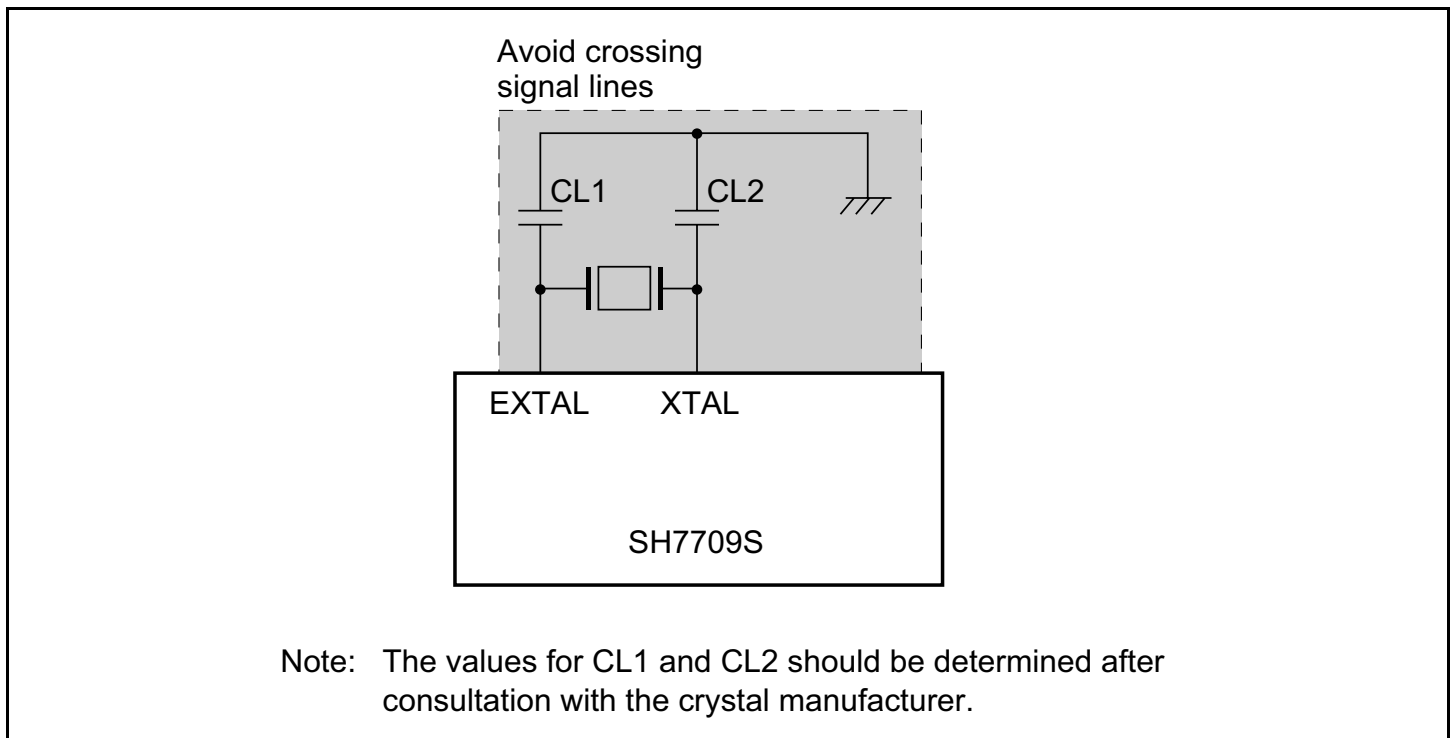 Avoid crossing
signal lines
CL1 CL2
EXTAL XTAL
SH7709S
Note: The values for CL1 and CL2 should be determined after
consultation with the crystal manufacturer.